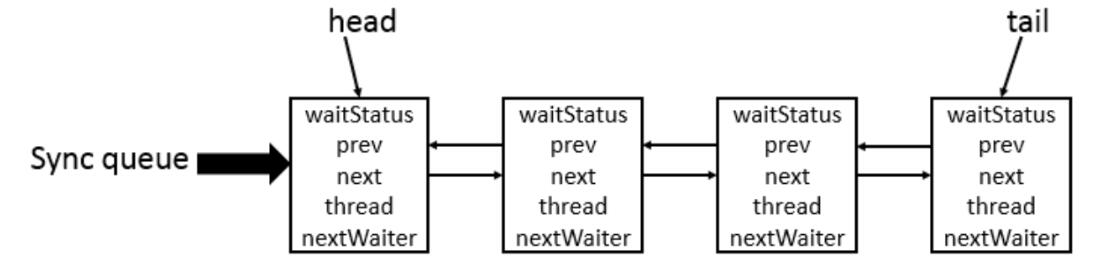 head
tail
Sync queue
waitStatus
prev
next
thread
nextWaiter
waitStatus
prev
next
thread
nextWaiter
waitStatus
prev
next
thread
nextWaiter
waitStatus
prev
next
thread
nextWaiter